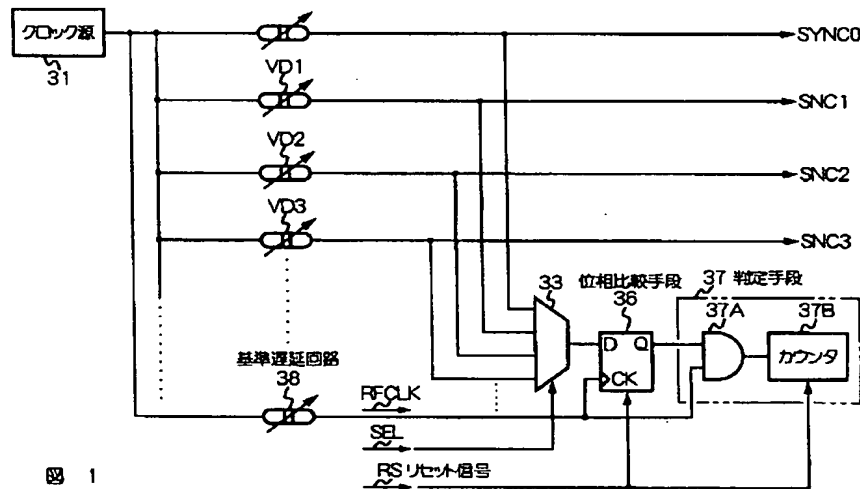 クロック源
31
SYNC0
VD1
SNC1
VD2
SNC2
VD3
SNC3
33
位相比較手段
36
37 判定手段
37A
37B
D Q
CK
カウンタ
基準遅延回路
38
RFCLK
SEL
RS リセット信号
図 1